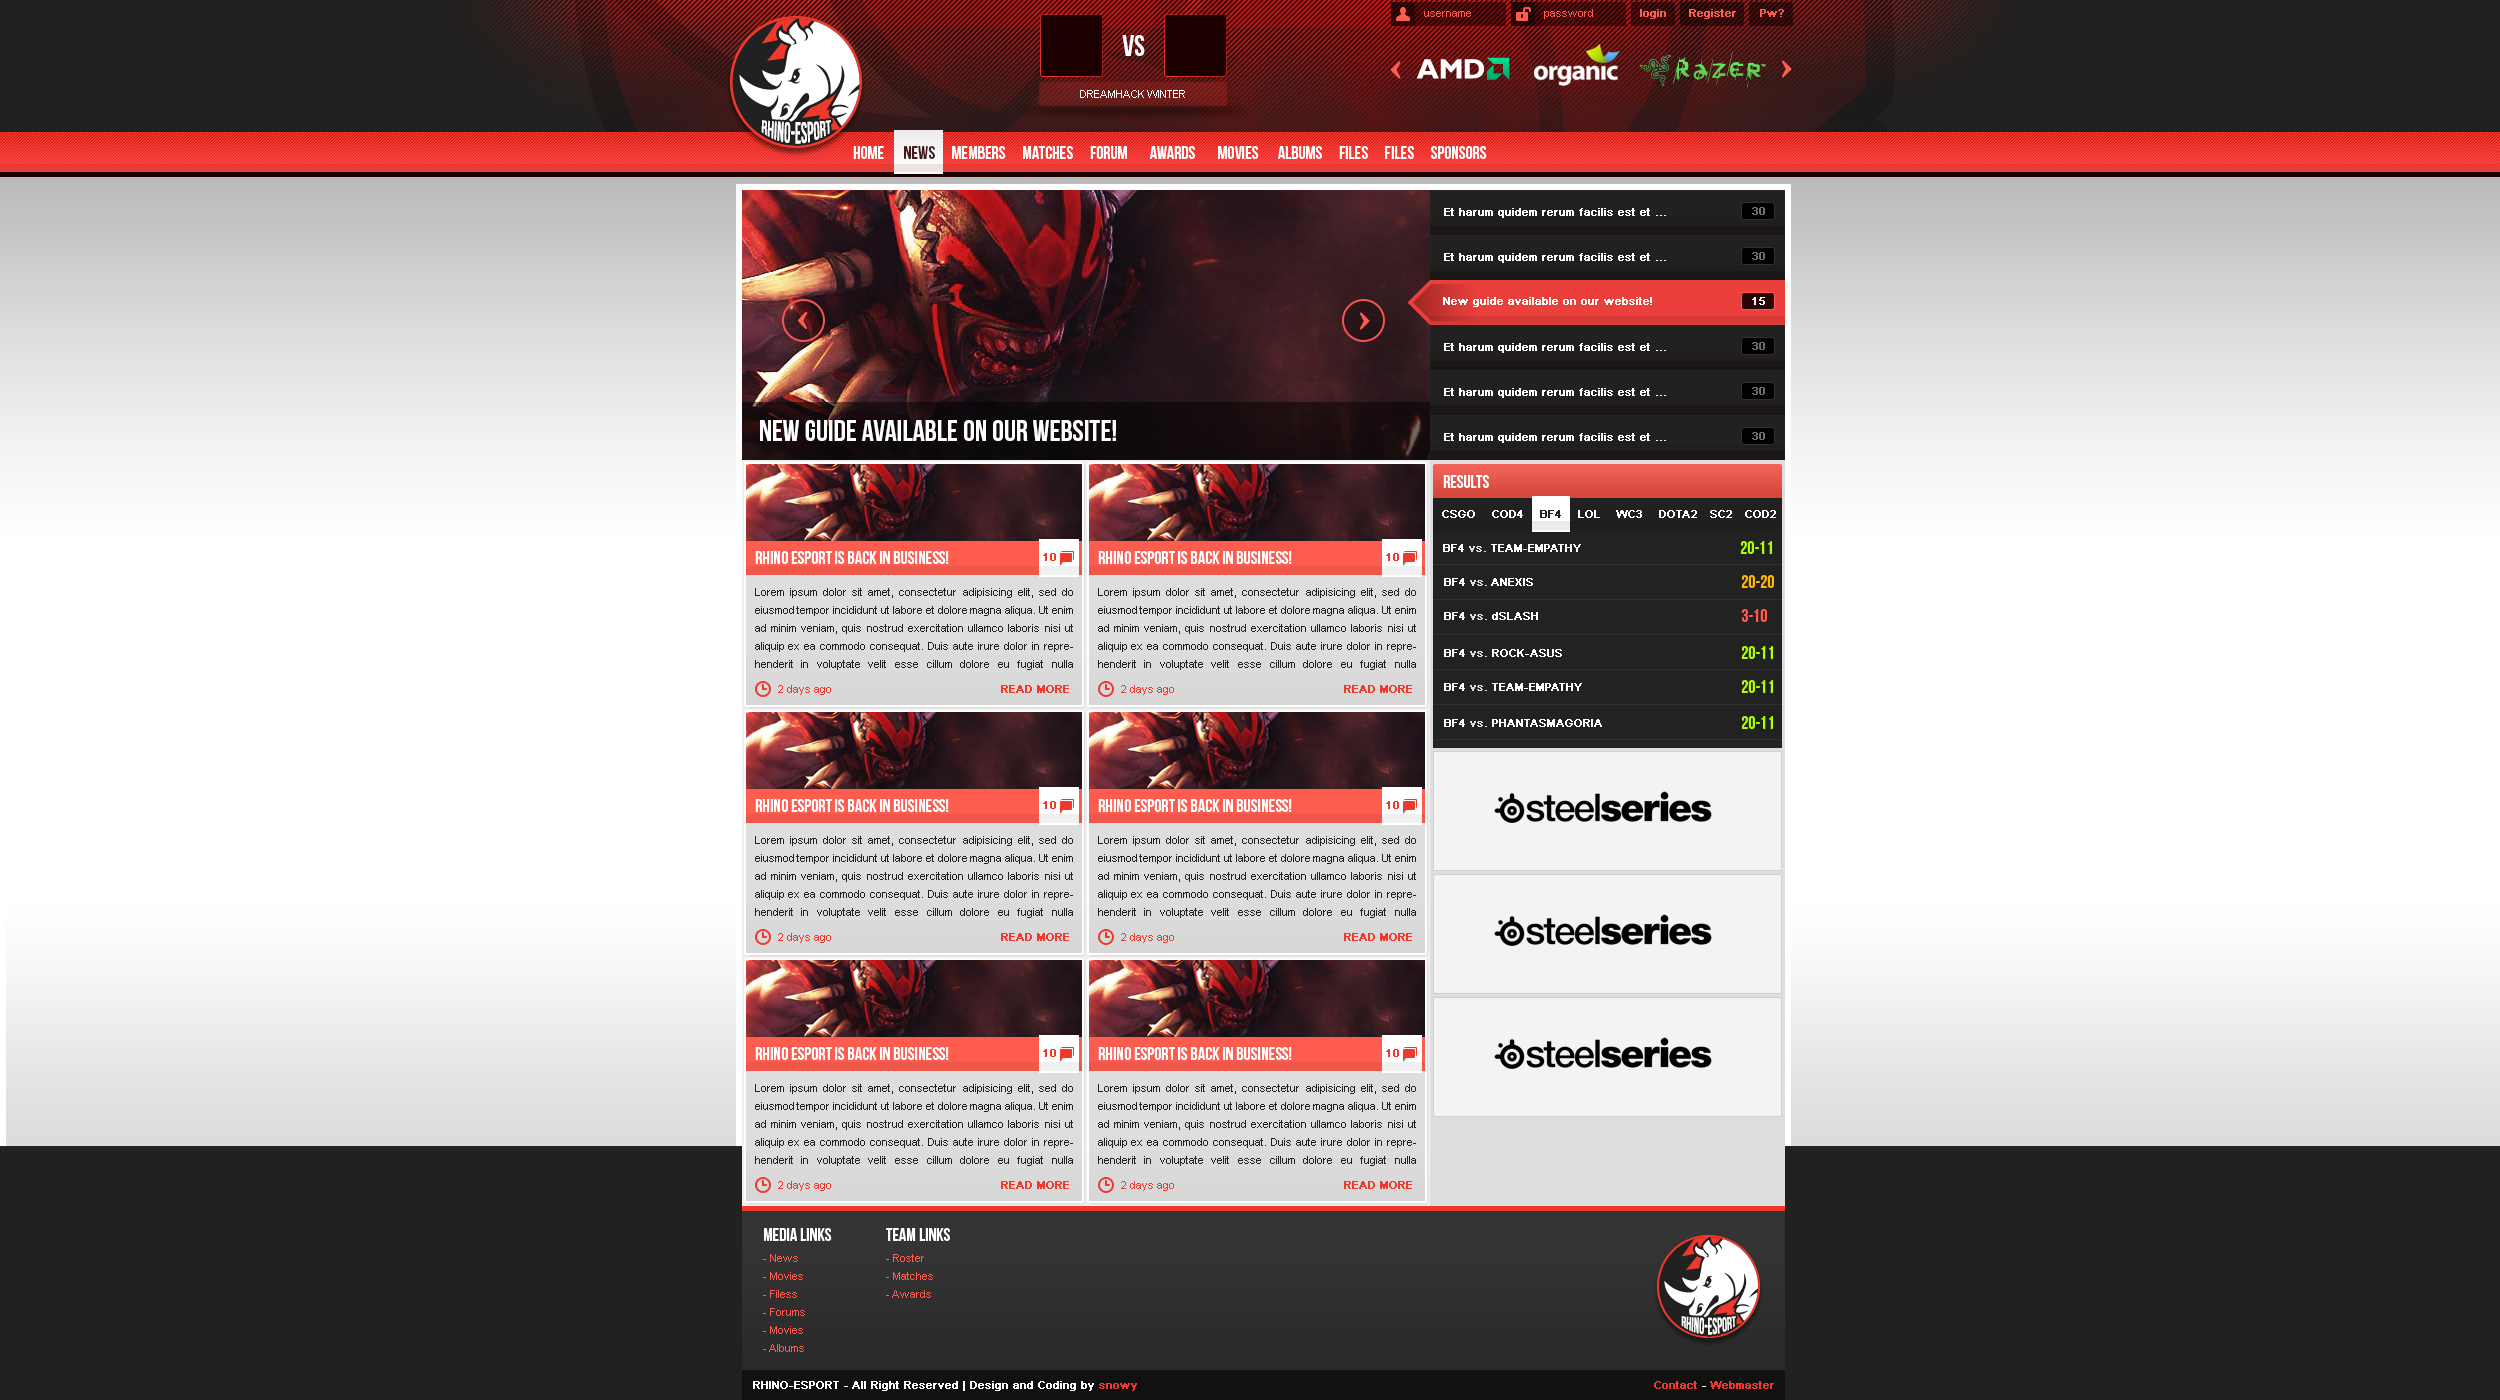 username
password
login
Register
Pw?
VS
DREAMHACK WINTER
AMD
organic
RAZER
RHINO-ESPORT
HOME
NEWS
MEMBERS
MATCHES
FORUM
AWARDS
MOVIES
ALBUMS
FILES
FILES
SPONSORS
NEW GUIDE AVAILABLE ON OUR WEBSITE!
Et harum quidem rerum facilis est et ... 30
Et harum quidem rerum facilis est et ... 30
New guide available on our website! 15
Et harum quidem rerum facilis est et ... 30
Et harum quidem rerum facilis est et ... 30
Et harum quidem rerum facilis est et ... 30
RHINO ESPORT IS BACK IN BUSINESS! 10
Lorem ipsum dolor sit amet, consectetur adipisicing elit, sed do
eiusmod tempor incididunt ut labore et dolore magna aliqua. Ut enim
ad minim veniam, quis nostrud exercitation ullamco laboris nisi ut
aliquip ex ea commodo consequat. Duis aute irure dolor in repre-
henderit in voluptate velit esse cillum dolore eu fugiat nulla
2 days ago READ MORE
RHINO ESPORT IS BACK IN BUSINESS! 10
Lorem ipsum dolor sit amet, consectetur adipisicing elit, sed do
eiusmod tempor incididunt ut labore et dolore magna aliqua. Ut enim
ad minim veniam, quis nostrud exercitation ullamco laboris nisi ut
aliquip ex ea commodo consequat. Duis aute irure dolor in repre-
henderit in voluptate velit esse cillum dolore eu fugiat nulla
2 days ago READ MORE
RHINO ESPORT IS BACK IN BUSINESS! 10
Lorem ipsum dolor sit amet, consectetur adipisicing elit, sed do
eiusmod tempor incididunt ut labore et dolore magna aliqua. Ut enim
ad minim veniam, quis nostrud exercitation ullamco laboris nisi ut
aliquip ex ea commodo consequat. Duis aute irure dolor in repre-
henderit in voluptate velit esse cillum dolore eu fugiat nulla
2 days ago READ MORE
RHINO ESPORT IS BACK IN BUSINESS! 10
Lorem ipsum dolor sit amet, consectetur adipisicing elit, sed do
eiusmod tempor incididunt ut labore et dolore magna aliqua. Ut enim
ad minim veniam, quis nostrud exercitation ullamco laboris nisi ut
aliquip ex ea commodo consequat. Duis aute irure dolor in repre-
henderit in voluptate velit esse cillum dolore eu fugiat nulla
2 days ago READ MORE
RHINO ESPORT IS BACK IN BUSINESS! 10
Lorem ipsum dolor sit amet, consectetur adipisicing elit, sed do
eiusmod tempor incididunt ut labore et dolore magna aliqua. Ut enim
ad minim veniam, quis nostrud exercitation ullamco laboris nisi ut
aliquip ex ea commodo consequat. Duis aute irure dolor in repre-
henderit in voluptate velit esse cillum dolore eu fugiat nulla
2 days ago READ MORE
RHINO ESPORT IS BACK IN BUSINESS! 10
Lorem ipsum dolor sit amet, consectetur adipisicing elit, sed do
eiusmod tempor incididunt ut labore et dolore magna aliqua. Ut enim
ad minim veniam, quis nostrud exercitation ullamco laboris nisi ut
aliquip ex ea commodo consequat. Duis aute irure dolor in repre-
henderit in voluptate velit esse cillum dolore eu fugiat nulla
2 days ago READ MORE
RESULTS
CSGO COD4 BF4 LOL WC3 DOTA2 SC2 COD2
BF4 vs. TEAM-EMPATHY 20-11
BF4 vs. ANEXIS 20-20
BF4 vs. dSLASH 3-10
BF4 vs. ROCK-ASUS 20-11
BF4 vs. TEAM-EMPATHY 20-11
BF4 vs. PHANTASMAGORIA 20-11
steelseries
steelseries
steelseries
MEDIA LINKS
- News
- Movies
- Filess
- Forums
- Movies
- Albums
TEAM LINKS
- Roster
- Matches
- Awards
RHINO-ESPORT
RHINO-ESPORT - All Right Reserved | Design and Coding by snowy
Contact - Webmaster